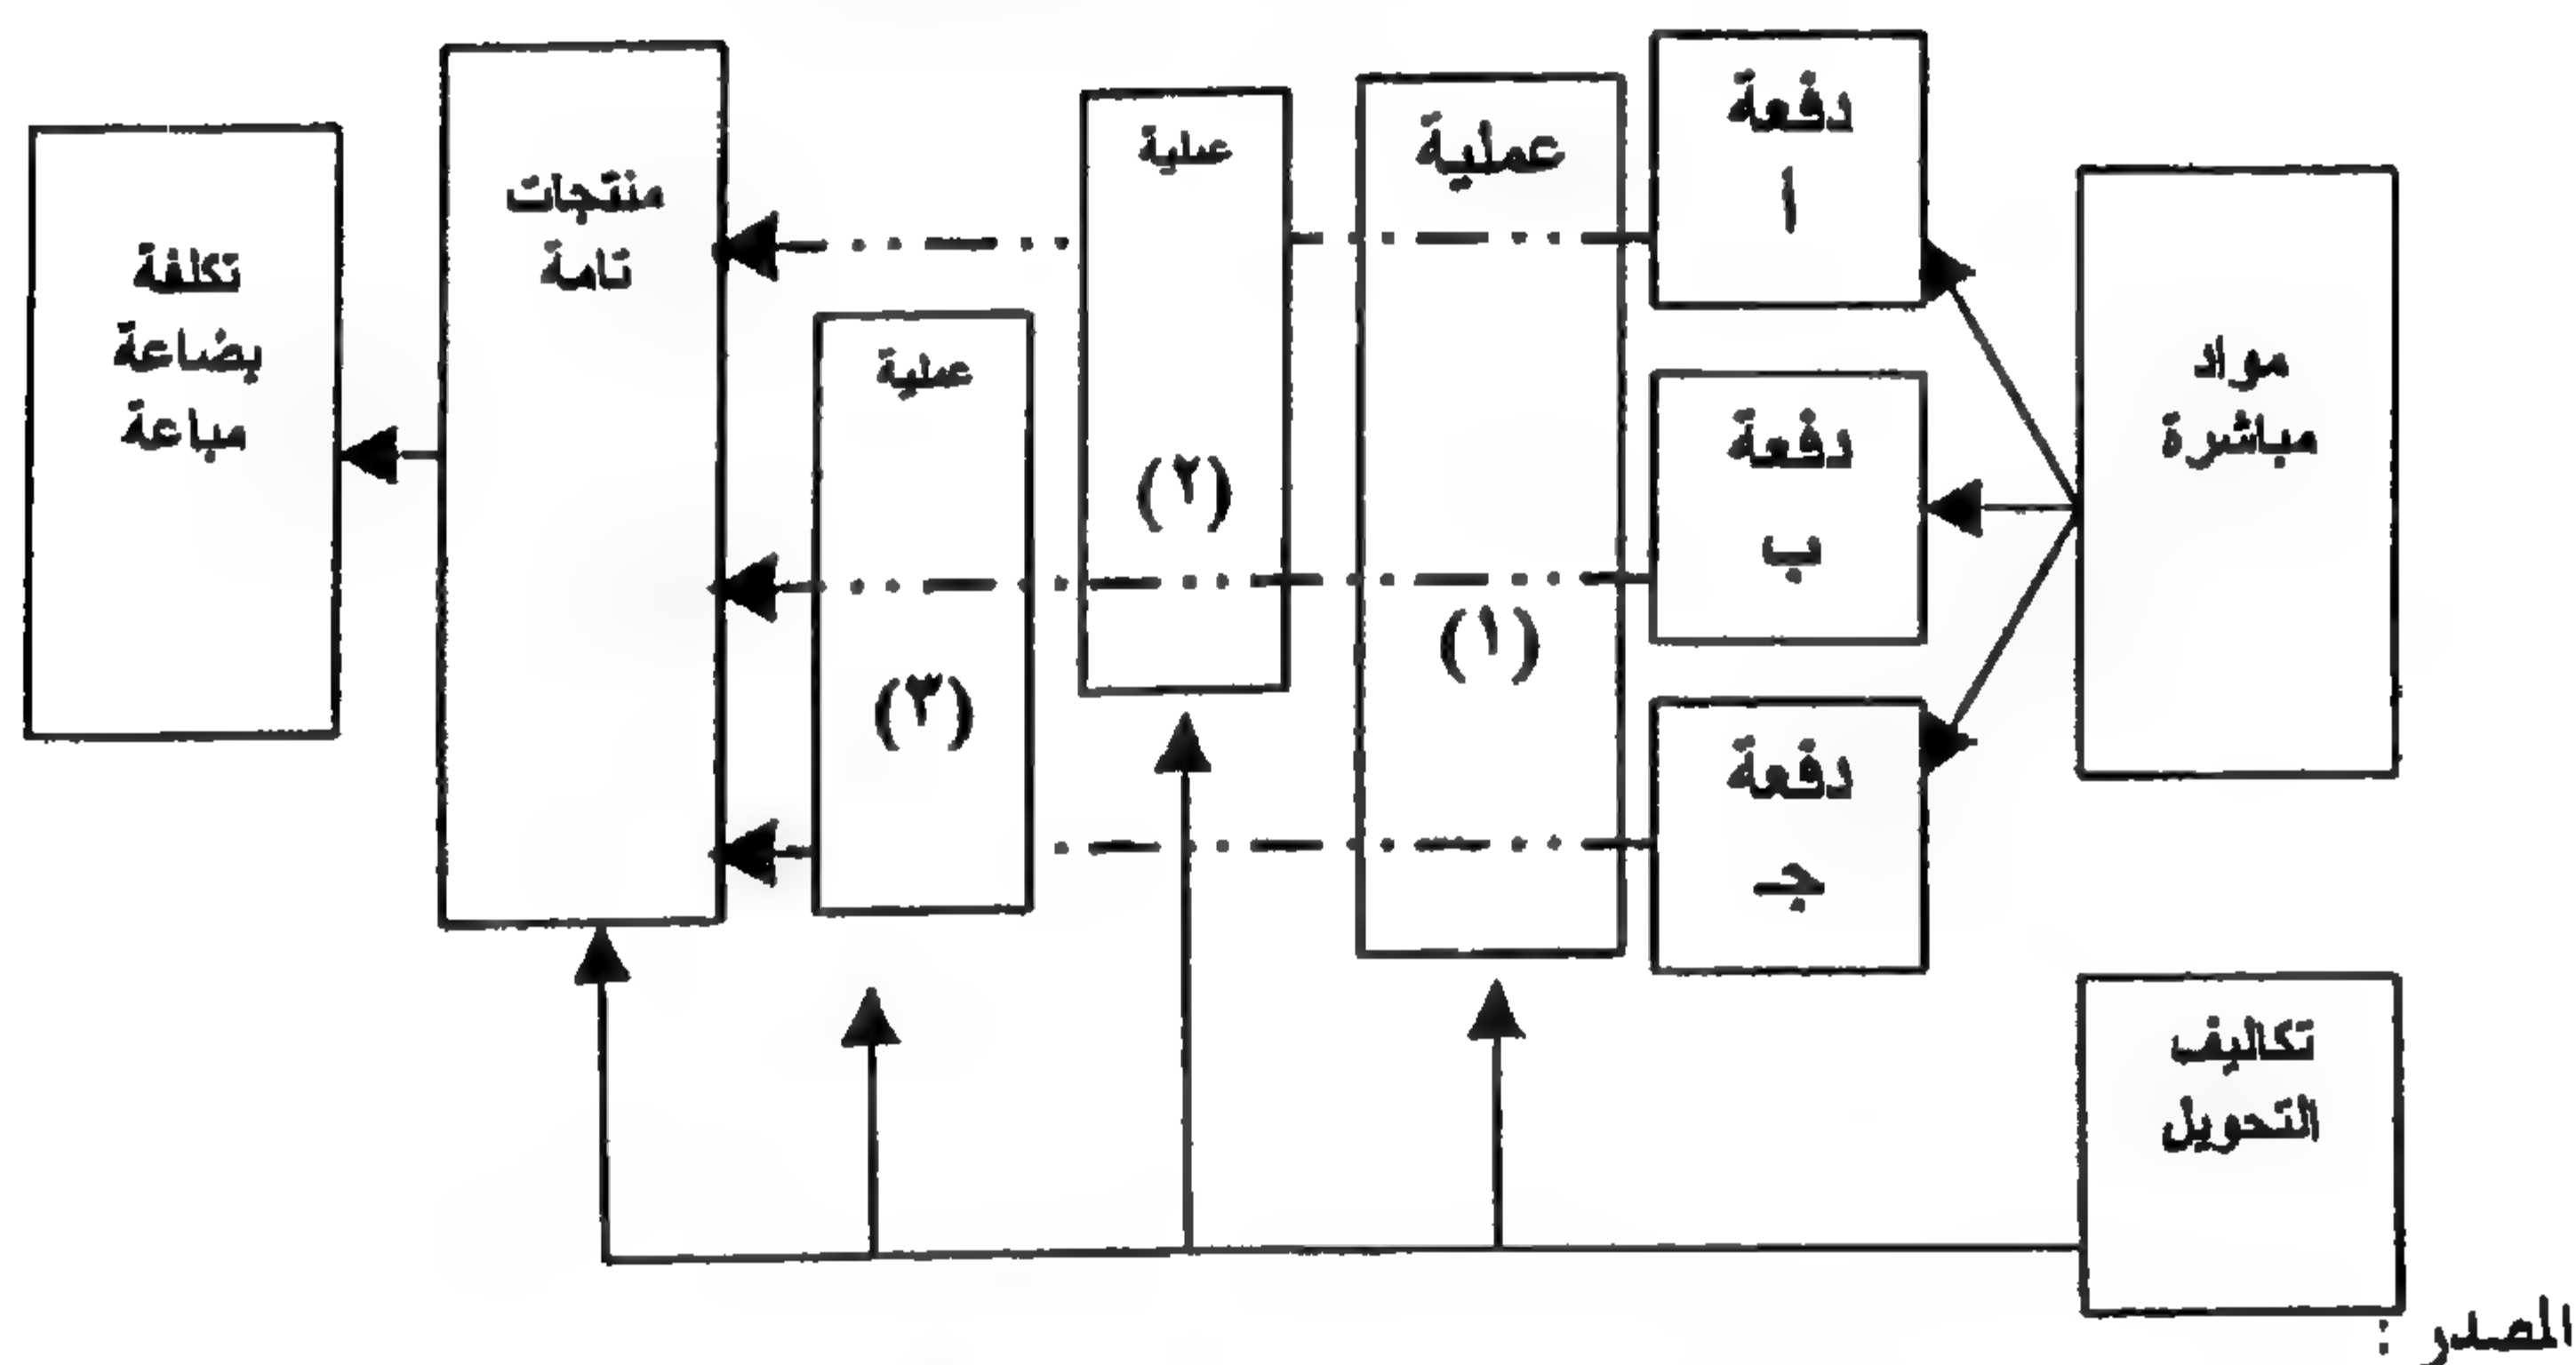 مواد
مباشرة
دفعة
أ
دفعة
ب
دفعة
جـ
عملية
(١)
عملية
(٢)
عملية
(٣)
منتجات
تامة
تكلفة
بضاعة
مباعة
تكاليف
التحويل
المصدر :